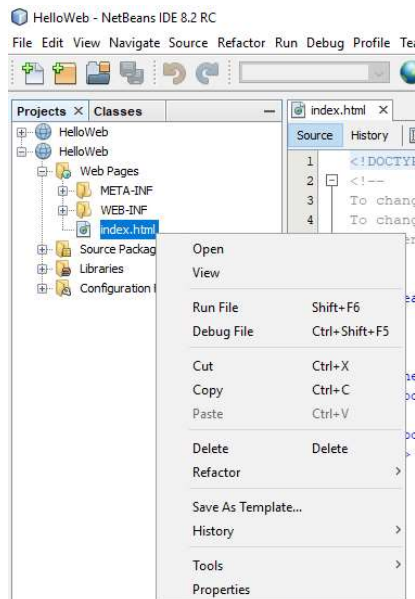 HelloWeb - NetBeans IDE 8.2 RC
File Edit View Navigate Source Refactor Run Debug Profile
Projects Classes
index.html
Source History
HelloWeb
HelloWeb
Web Pages
META-INF
WEB-INF
index.html
Source Packag
Libraries
Configuration
1 <!DOCTYP
2 <!--
3 To chang
4 To chang
Open
View
Run File Shift+F6
Debug File Ctrl+Shift+F5
Cut Ctrl+X
Copy Ctrl+C
Paste Ctrl+V
Delete Delete
Refactor
Save As Template...
History
Tools
Properties